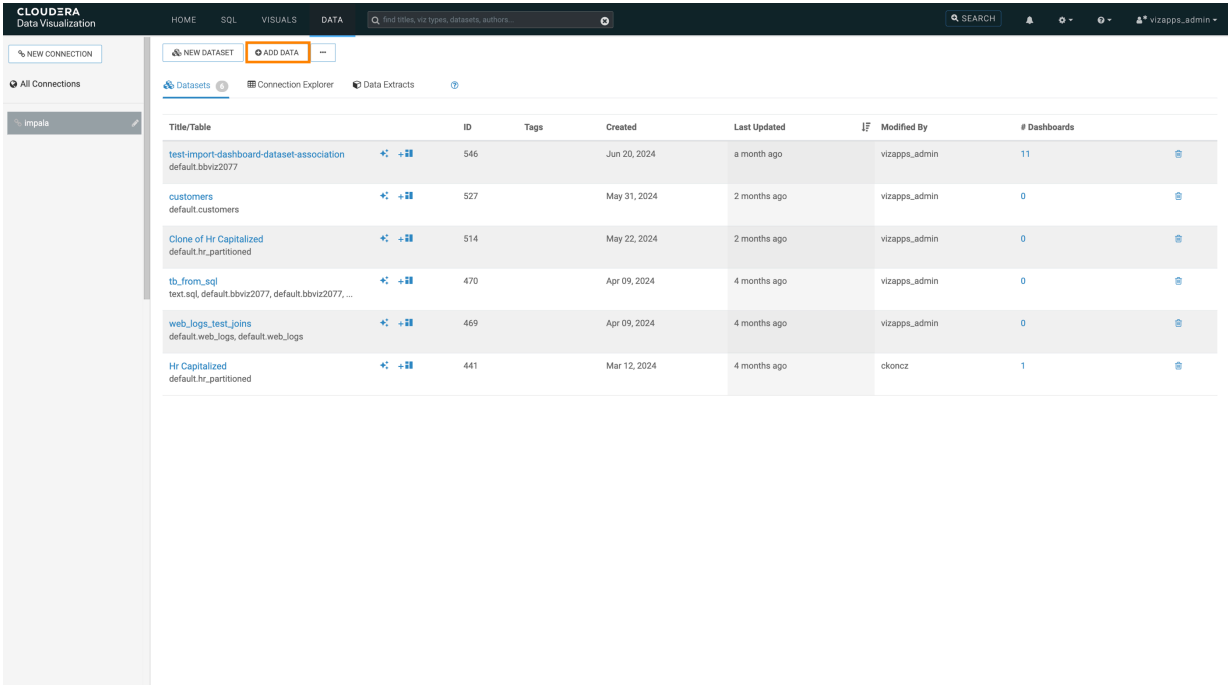 CLOUDERA
Data Visualization
HOME SQL VISUALS DATA find titles, viz types, datasets, authors... SEARCH vizapps_admin
NEW CONNECTION NEW DATASET ADD DATA ...
All Connections Datasets 6 Connection Explorer Data Extracts
impala
Title/Table ID Tags Created Last Updated Modified By # Dashboards
test-import-dashboard-dataset-association 546 Jun 20, 2024 a month ago vizapps_admin 11
default.bbviz2077
customers 527 May 31, 2024 2 months ago vizapps_admin 0
default.customers
Clone of Hr Capitalized 514 May 22, 2024 2 months ago vizapps_admin 0
default.hr_partitioned
tb_from_sql 470 Apr 09, 2024 4 months ago vizapps_admin 0
text.sql, default.bbviz2077, default.bbviz2077, ...
web_logs_test_joins 469 Apr 09, 2024 4 months ago vizapps_admin 0
default.web_logs, default.web_logs
Hr Capitalized 441 Mar 12, 2024 4 months ago ckoncz 1
default.hr_partitioned